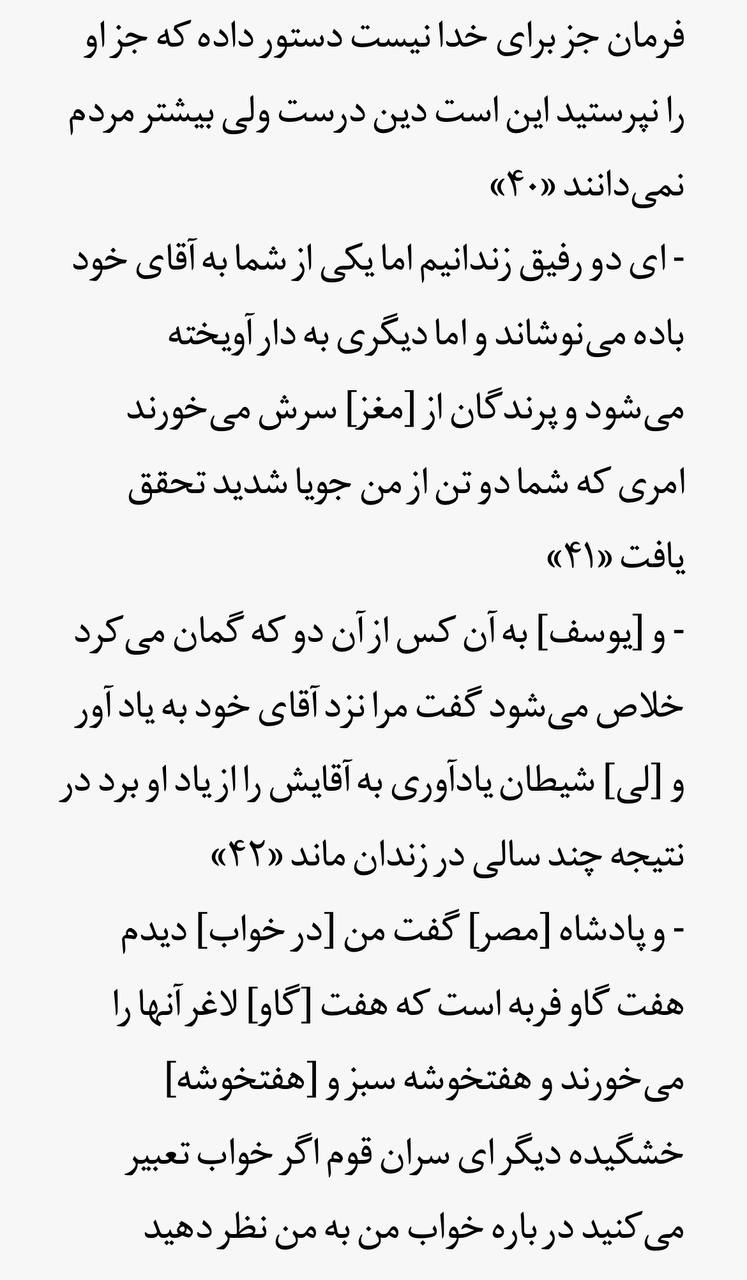 فرمان جز برای خدا نیست دستور داده که جز او
را نپرستید این است دین درست ولی بیشتر مردم
نمی‌دانند «۴۰»
- ای دو رفیق زندانیم اما یکی از شما به آقای خود
باده می‌نوشاند و اما دیگری به دار آویخته
می‌شود و پرندگان از [مغز] سرش می‌خورند
امری که شما دو تن از من جویا شدید تحقق
یافت «۴۱»
- و [یوسف] به آن کس از آن دو که گمان می‌کرد
خلاص می‌شود گفت مرا نزد آقای خود به یاد آور
و [لی] شیطان یادآوری به آقایش را از یاد او برد در
نتیجه چند سالی در زندان ماند «۴۲»
- و پادشاه [مصر] گفت من [در خواب] دیدم
هفت گاو فربه است که هفت [گاو] لاغر آنها را
می‌خورند و هفتخوشه سبز و [هفتخوشه]
خشگیده دیگر ای سران قوم اگر خواب تعبیر
می‌کنید در باره خواب من به من نظر دهید